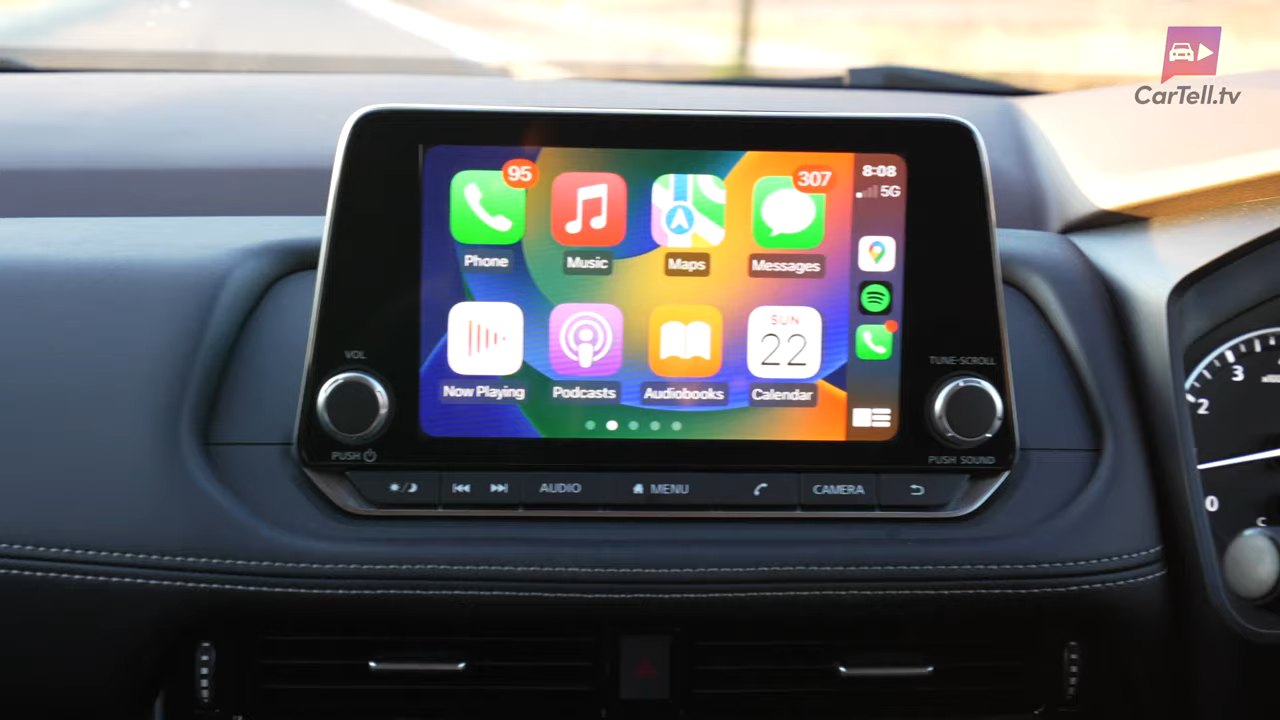 CarTell.tv
95
307
8:08
5G
Phone
Music
Maps
Messages
SUN
22
Now Playing
Podcasts
Audiobooks
Calendar
VOL
PUSH
TUNE-SCROLL
PUSH SOUND
AUDIO
MENU
CAMERA
3
2
0
C